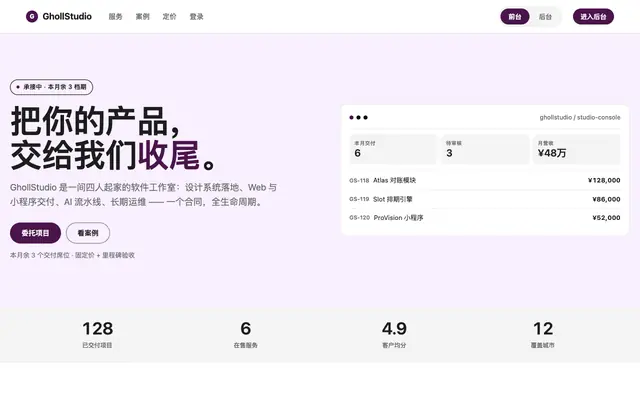 G GhollStudio 服务 案例 定价 登录 前台 后台 进入后台
承接中 · 本月余 3 档期
把你的产品，
交给我们收尾。
GhollStudio 是一间四人起家的软件工作室：设计系统落地、Web 与
小程序交付、AI 流水线、长期运维 —— 一个合同，全生命周期。
委托项目 看案例
本月余 3 个交付席位 · 固定价 + 里程碑验收
ghollstudio / studio-console
本月交付 待审核 月营收
6 3 ¥48万
GS-118 Atlas 对账模块 ¥128,000
GS-119 Slot 排期引擎 ¥86,000
GS-120 ProVision 小程序 ¥52,000
128 6 4.9 12
已交付项目 在售服务 客户均分 覆盖城市